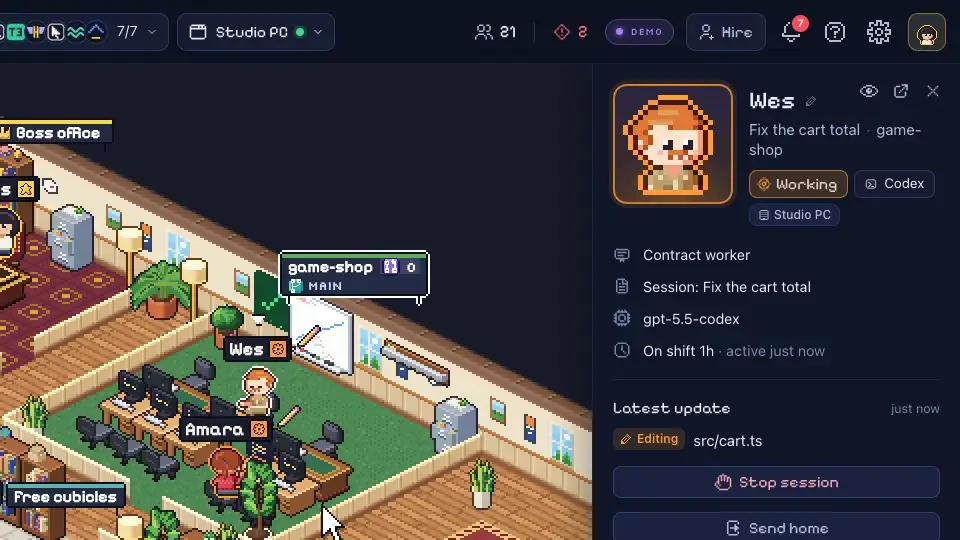 T3
7/7
Studio PC
21
2
DEMO
Hire
7
Boss office
s
game-shop 0
MAIN
Wes
Amara
Free cubicles
Wes
Fix the cart total · game-
shop
Working
Codex
Studio PC
Contract worker
Session: Fix the cart total
gpt-5.5-codex
On shift 1h · active just now
Latest update
just now
Editing
src/cart.ts
Stop session
Send home